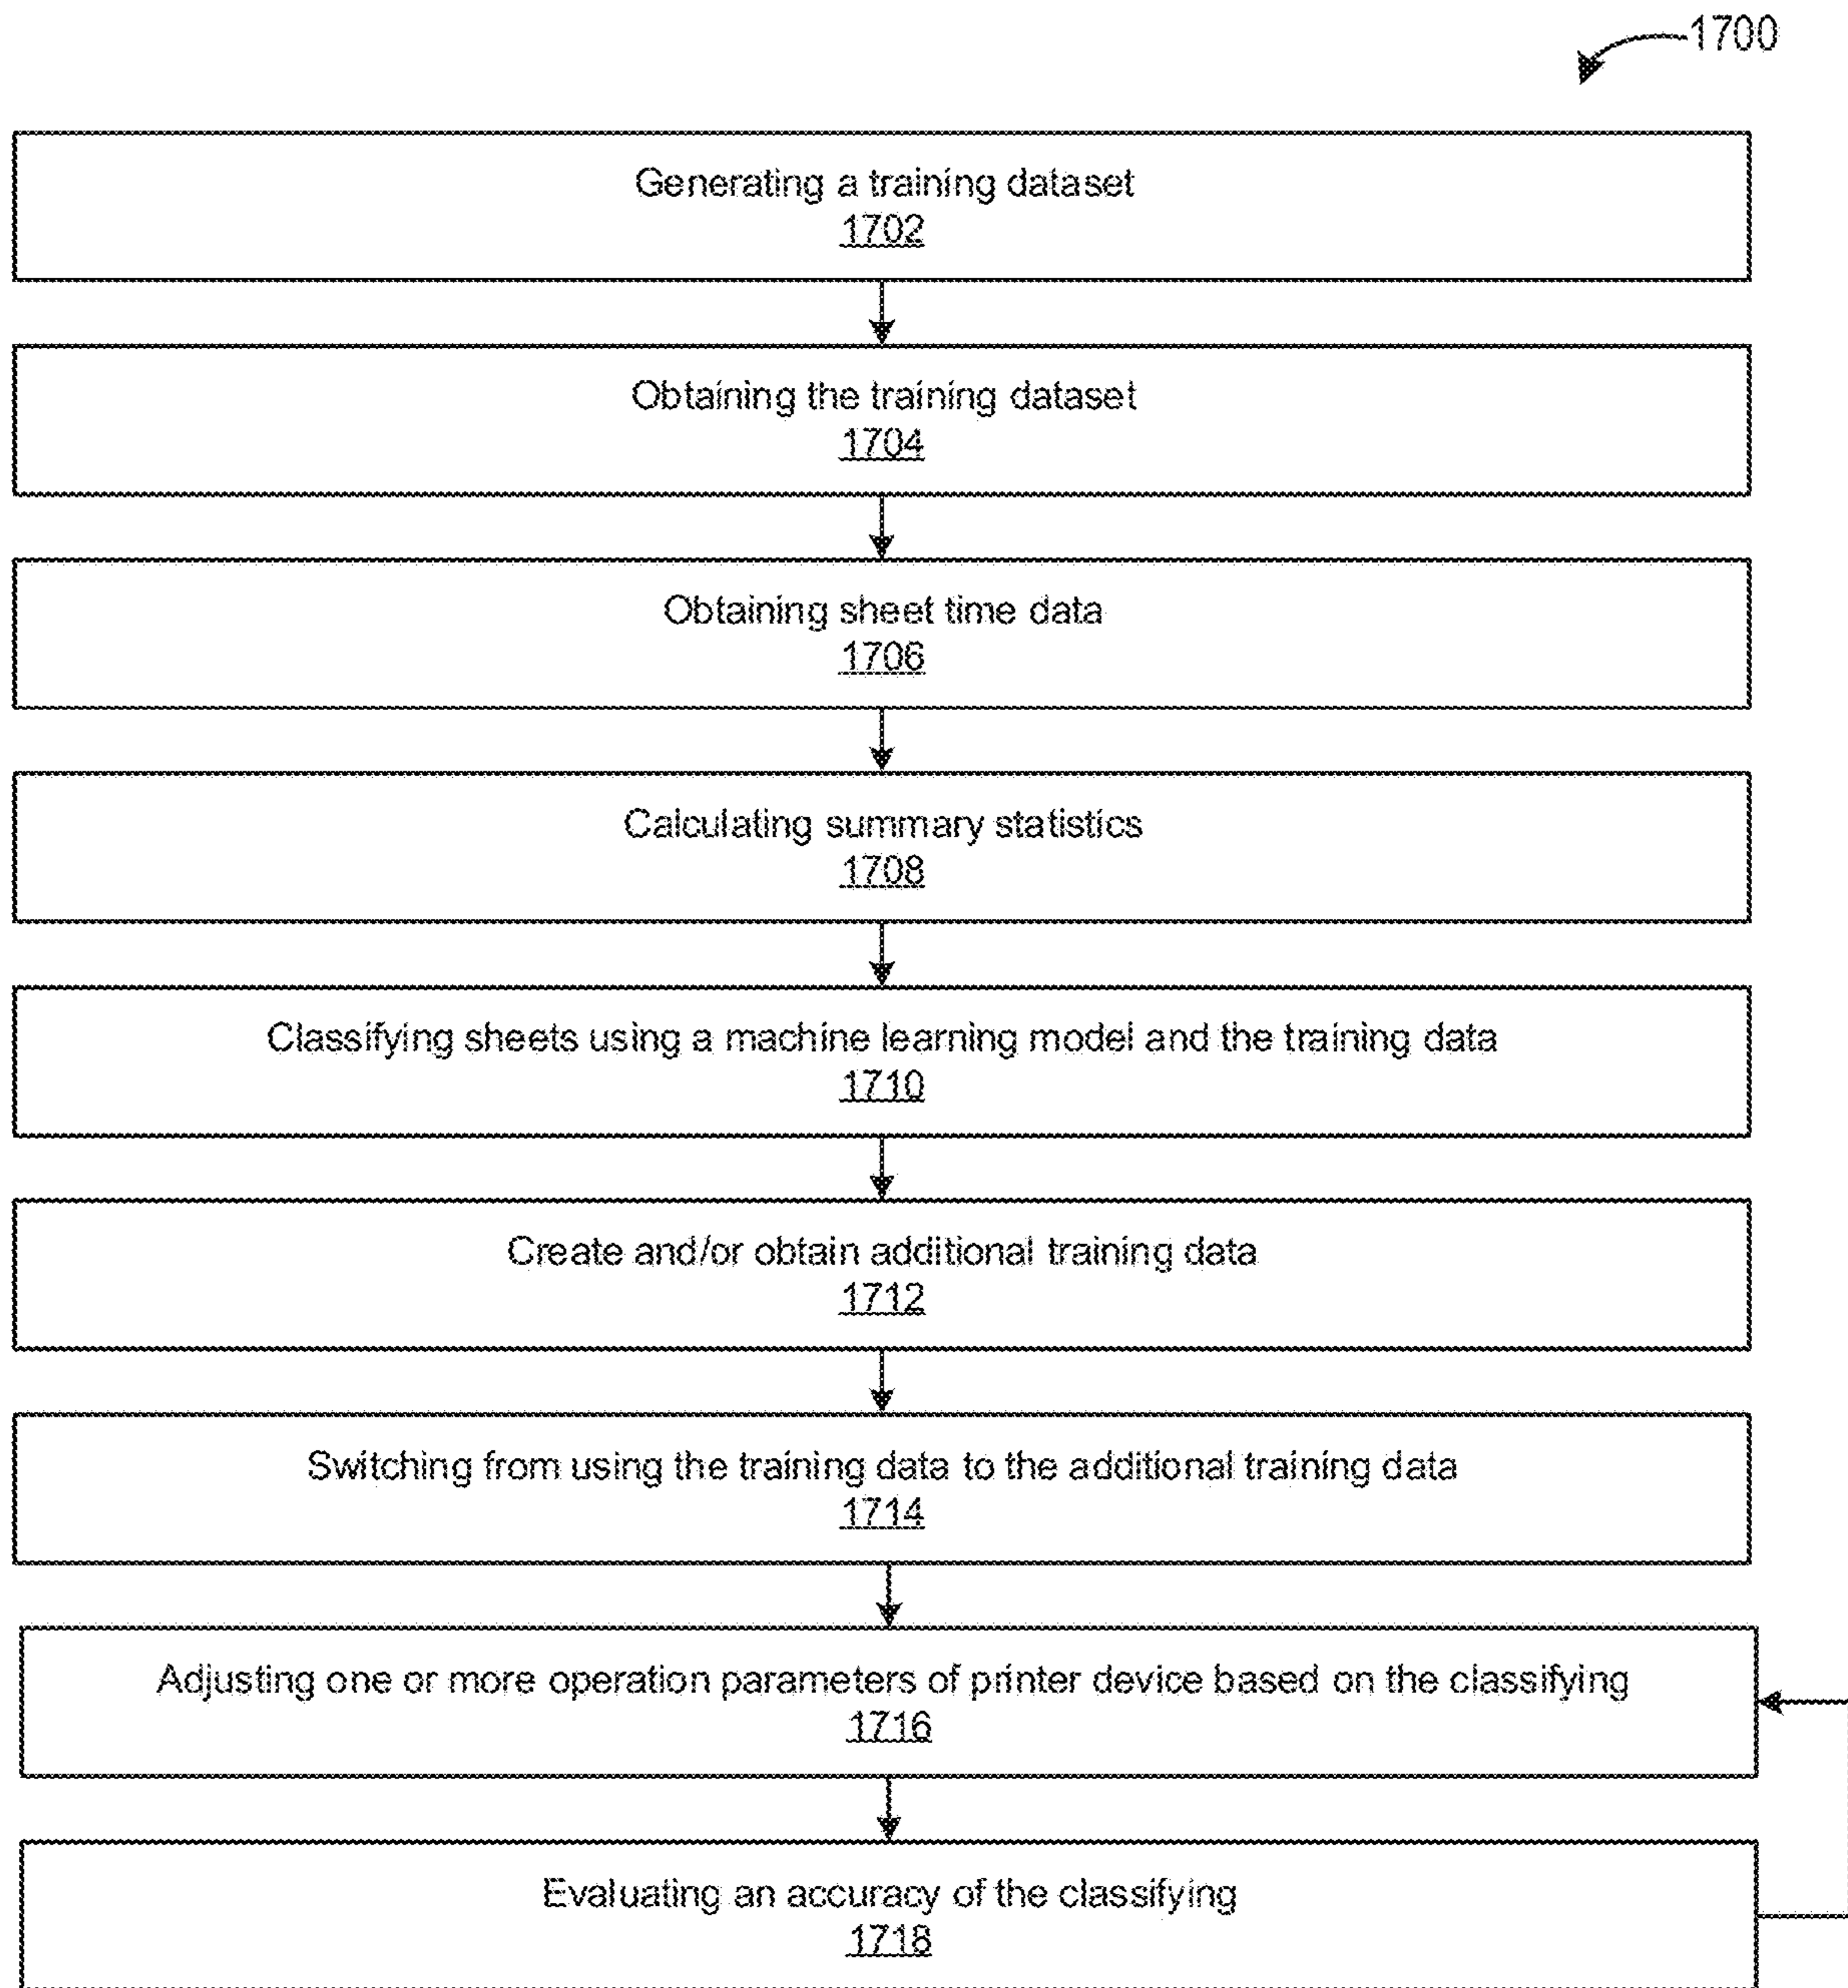 1700
Generating a training dataset
1702
Obtaining the training dataset
1704
Obtaining sheet time data
1706
Calculating summary statistics
1708
Classifying sheets using a machine learning model and the training data
1710
Create and/or obtain additional training data
1712
Switching from using the training data to the additional training data
1714
Adjusting one or more operation parameters of printer device based on the classifying
1716
Evaluating an accuracy of the classifying
1718